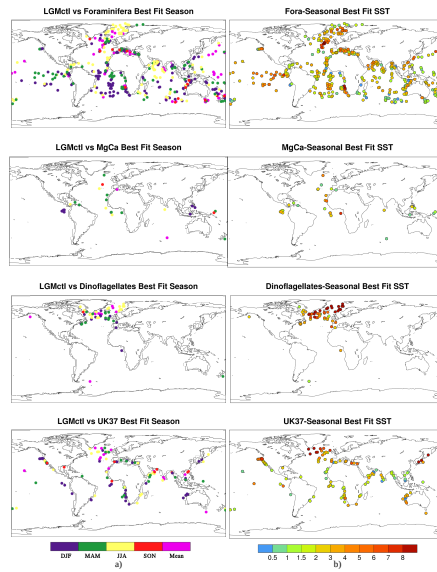 LGMctl vs Foraminifera Best Fit Season
Fora-Seasonal Best Fit SST
LGMctl vs MgCa Best Fit Season
MgCa-Seasonal Best Fit SST
LGMctl vs Dinoflagellates Best Fit Season
Dinoflagellates-Seasonal Best Fit SST
LGMctl vs UK37 Best Fit Season
UK37-Seasonal Best Fit SST
DJF MAM JJA SON Mean
0.5 1 1.5 2 3 4 5 6 7 8
a)
b)